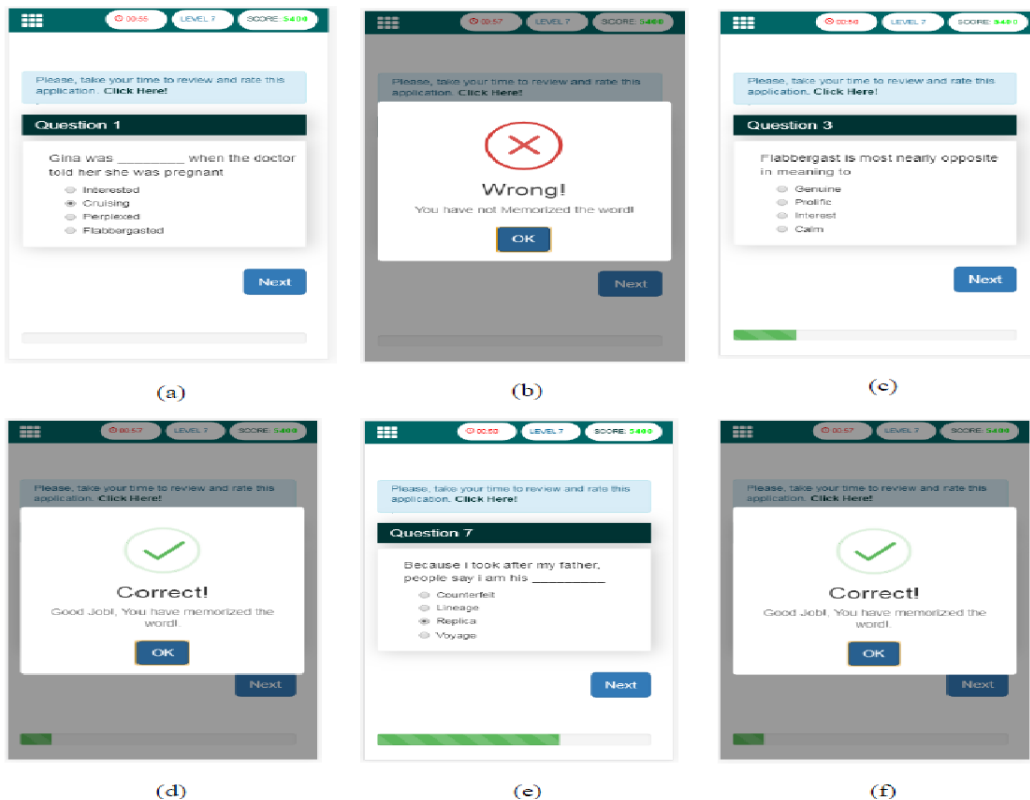 00:55 LEVEL 7 SCORE: 5400
Please, take your time to review and rate this
application. Click Here!
Question 1
Gina was ________ when the doctor
told her she was pregnant
Interested
Cruising
Perplexed
Flabbergasted
Next
(a)
00:57 LEVEL 7 SCORE: 5400
Please, take your time to review and rate this
application. Click Here!
Wrong!
You have not Memorized the word!
OK
Next
(b)
LEVEL 7 SCORE: 5400
Please, take your time to review and rate this
application. Click Here!
Question 3
Flabbergast is most nearly opposite
in meaning to
Genuine
Prolific
Interest
Calm
Next
(c)
00:57 LEVEL 7 SCORE: 5400
Please, take your time to review and rate this
application. Click Here!
Correct!
Good Job!, You have memorized the
word!.
OK
Next
(d)
LEVEL 7 SCORE: 5400
Please, take your time to review and rate this
application. Click Here!
Question 7
Because i took after my father,
people say i am his _________
Counterfeit
Lineage
Replica
Voyage
Next
(e)
00:57 LEVEL 7 SCORE: 5400
Please, take your time to review and rate this
application. Click Here!
Correct!
Good Job!, You have memorized the
word!.
OK
Next
(f)